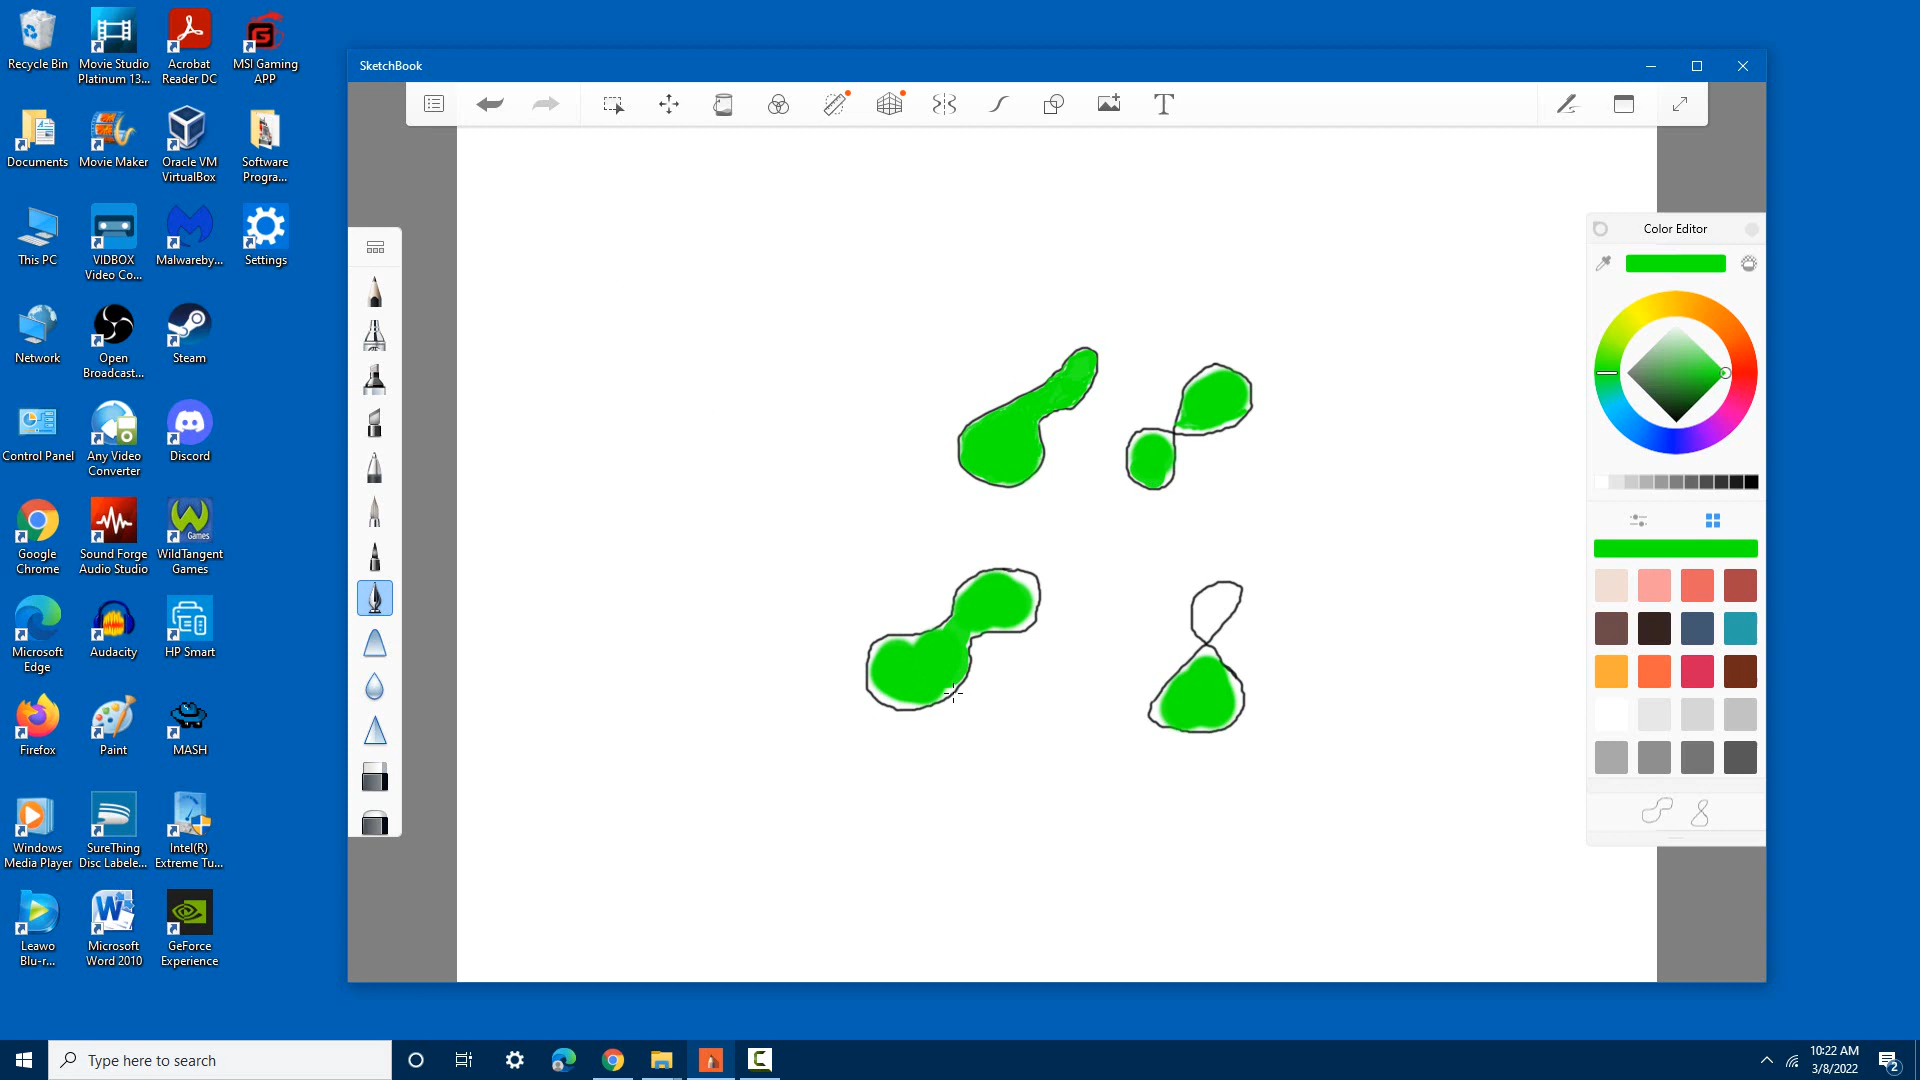 Recycle Bin
Movie Studio
Platinum 13...
Acrobat
Reader DC
MSI Gaming
APP
Documents
Movie Maker
Oracle VM
VirtualBox
Software
Progra...
This PC
VIDBOX
Video Co...
Malwareby...
Settings
Network
Open
Broadcast...
Steam
Control Panel
Any Video
Converter
Discord
Google
Chrome
Sound Forge
Audio Studio
Games
WildTangent
Games
Microsoft
Edge
Audacity
HP Smart
Firefox
Paint
MASH
Windows
Media Player
SureThing
Disc Labele...
Intel(R)
Extreme Tu...
Leawo
Blu-r...
Microsoft
Word 2010
GeForce
Experience
SketchBook
T
Color Editor
Type here to search
10:22 AM
3/8/2022
2